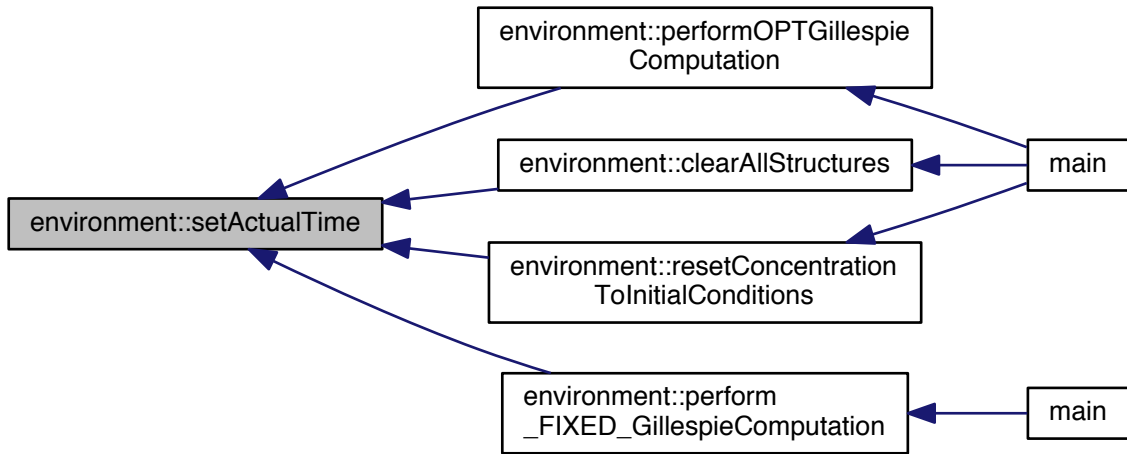 environment::performOPTGillespie
Computation
environment::clearAllStructures
main
environment::setActualTime
environment::resetConcentration
ToInitialConditions
environment::perform
_FIXED_GillespieComputation
main